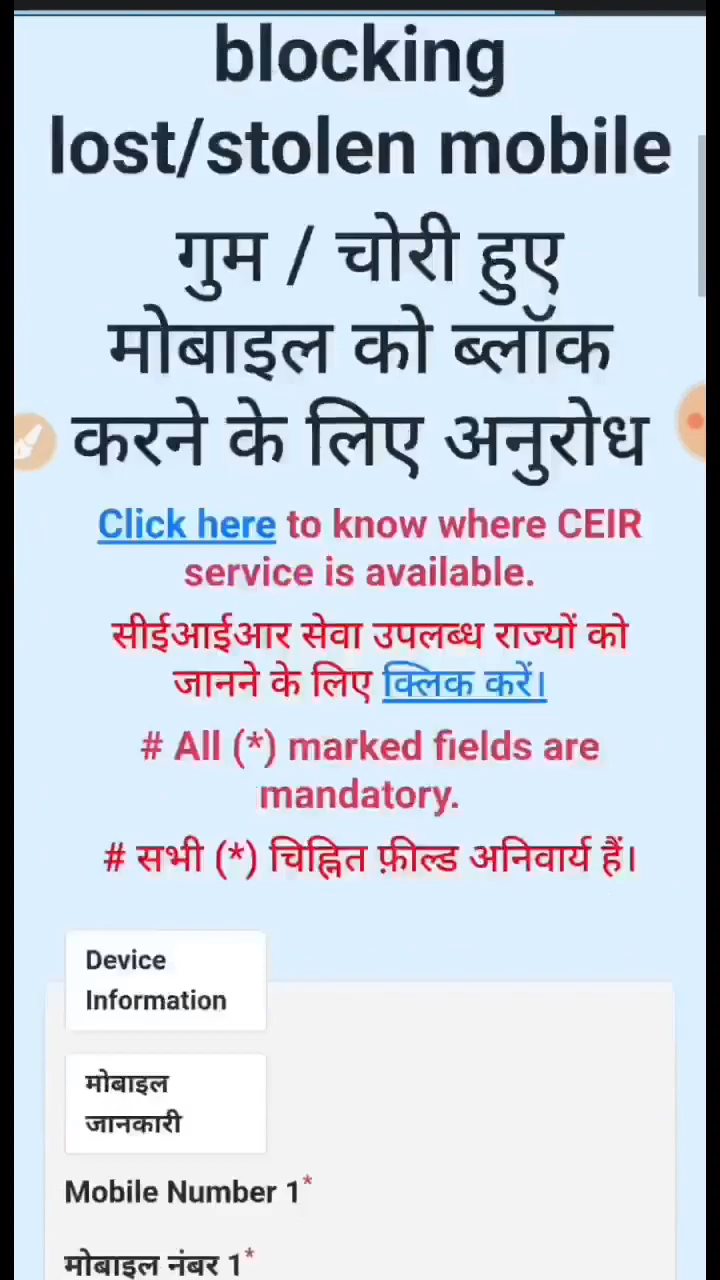 blocking
lost/stolen mobile
गुम / चोरी हुए
मोबाइल को ब्लॉक
करने के लिए अनुरोध
Click here to know where CEIR
service is available.
सीईआईआर सेवा उपलब्ध राज्यों को
जानने के लिए क्लिक करें।
# All (*) marked fields are
mandatory.
# सभी (*) चिह्नित फ़ील्ड अनिवार्य हैं।
Device
Information
मोबाइल
जानकारी
Mobile Number 1*
मोबाइल नंबर 1*